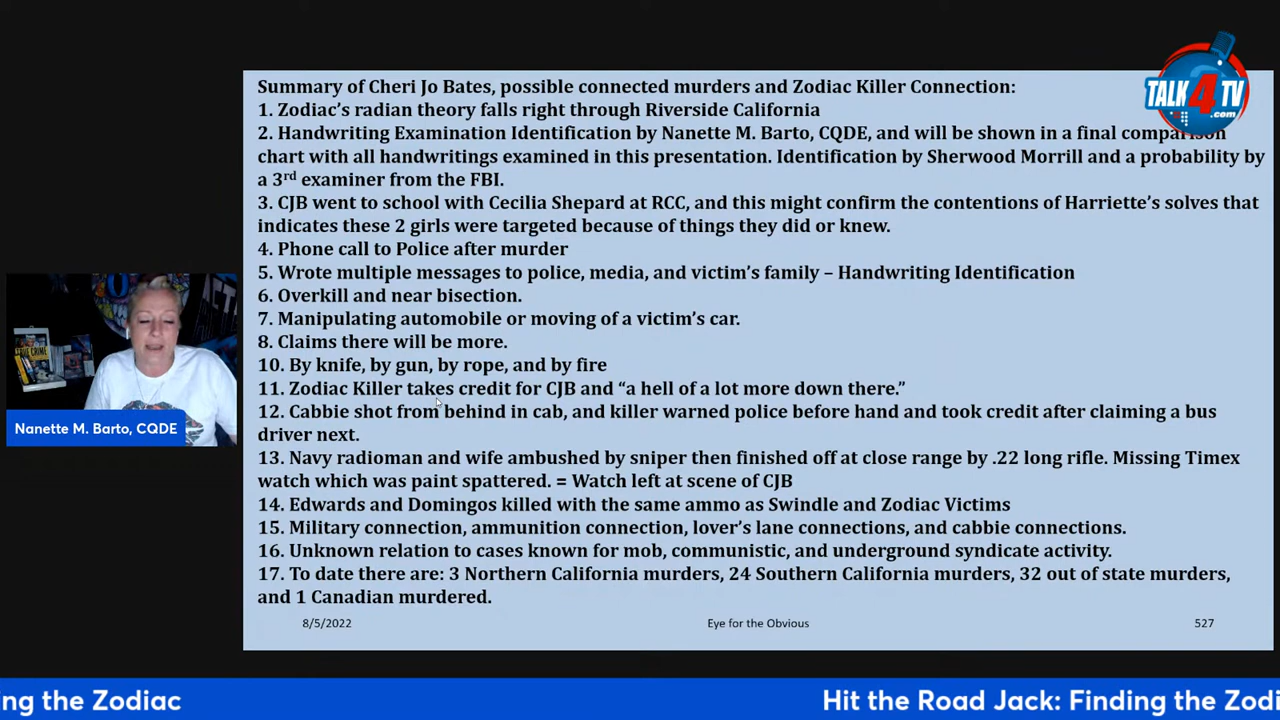 TALK 4 TV
.com
Summary of Cheri Jo Bates, possible connected murders and Zodiac Killer Connection:
1. Zodiac's radian theory falls right through Riverside California
2. Handwriting Examination Identification by Nanette M. Barto, CQDE, and will be shown in a final comparison
chart with all handwritings examined in this presentation. Identification by Sherwood Morrill and a probability by
a 3rd examiner from the FBI.
3. CJB went to school with Cecilia Shepard at RCC, and this might confirm the contentions of Harriette's solves that
indicates these 2 girls were targeted because of things they did or knew.
4. Phone call to Police after murder
5. Wrote multiple messages to police, media, and victim's family – Handwriting Identification
6. Overkill and near bisection.
7. Manipulating automobile or moving of a victim's car.
8. Claims there will be more.
10. By knife, by gun, by rope, and by fire
11. Zodiac Killer takes credit for CJB and “a hell of a lot more down there.”
12. Cabbie shot from behind in cab, and killer warned police before hand and took credit after claiming a bus
driver next.
13. Navy radioman and wife ambushed by sniper then finished off at close range by .22 long rifle. Missing Timex
watch which was paint spattered. = Watch left at scene of CJB
14. Edwards and Domingos killed with the same ammo as Swindle and Zodiac Victims
15. Military connection, ammunition connection, lover's lane connections, and cabbie connections.
16. Unknown relation to cases known for mob, communistic, and underground syndicate activity.
17. To date there are: 3 Northern California murders, 24 Southern California murders, 32 out of state murders,
and 1 Canadian murdered.
8/5/2022 Eye for the Obvious 527
Nanette M. Barto, CQDE
ng the Zodiac Hit the Road Jack: Finding the Zodi